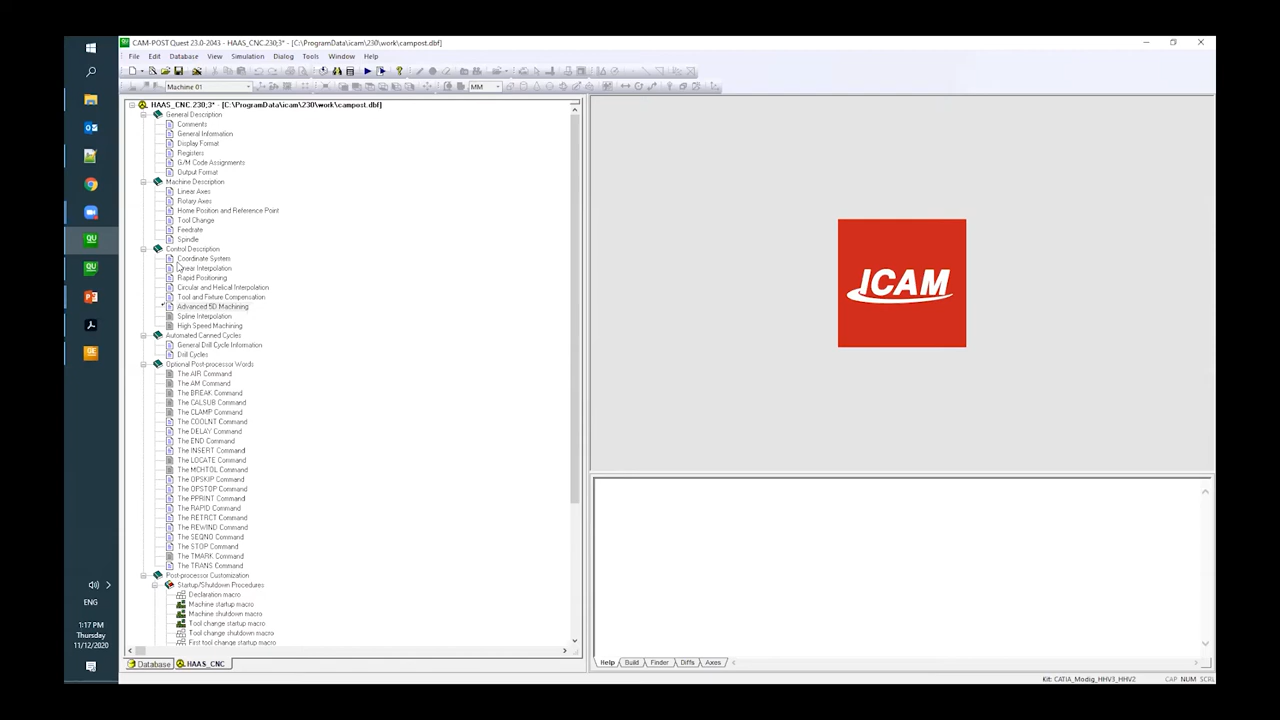 CAM-POST Quest 23.0-2043 - HAAS_CNC.230;3* - [C:\ProgramData\icam\230\work\campost.dbf]
File Edit Database View Simulation Dialog Tools Window Help
Machine 01
MM
HAAS_CNC.230;3* - [C:\ProgramData\icam\230\work\campost.dbf]
General Description
Comments
General Information
Display Format
Registers
G/M Code Assignments
Output Format
Machine Description
Linear Axes
Rotary Axes
Home Position and Reference Point
Tool Change
Feedrate
Spindle
Control Description
Coordinate System
Linear Interpolation
Rapid Positioning
Circular and Helical Interpolation
Tool and Fixture Compensation
Advanced 5D Machining
Spline Interpolation
High Speed Machining
Automated Canned Cycles
General Drill Cycle Information
Drill Cycles
Optional Post-processor Words
The AIR Command
The AM Command
The BREAK Command
The CALSUB Command
The CLAMP Command
The COOLNT Command
The DELAY Command
The END Command
The INSERT Command
The LOCATE Command
The MCHTOL Command
The OPSKIP Command
The OPSTOP Command
The PPRINT Command
The RAPID Command
The RETRCT Command
The REWIND Command
The SEQNO Command
The STOP Command
The TMARK Command
The TRANS Command
Post-processor Customization
Startup/Shutdown Procedures
Declaration macro
Machine startup macro
Machine shutdown macro
Tool change startup macro
Tool change shutdown macro
First tool change startup macro
Database HAAS_CNC
ICAM
Help Build Finder Diffs Axes
Kit: CATIA_Modig_HHV3_HHV2 CAP NUM SCRL
QU
QU
ENG
1:17 PM
Thursday
11/12/2020